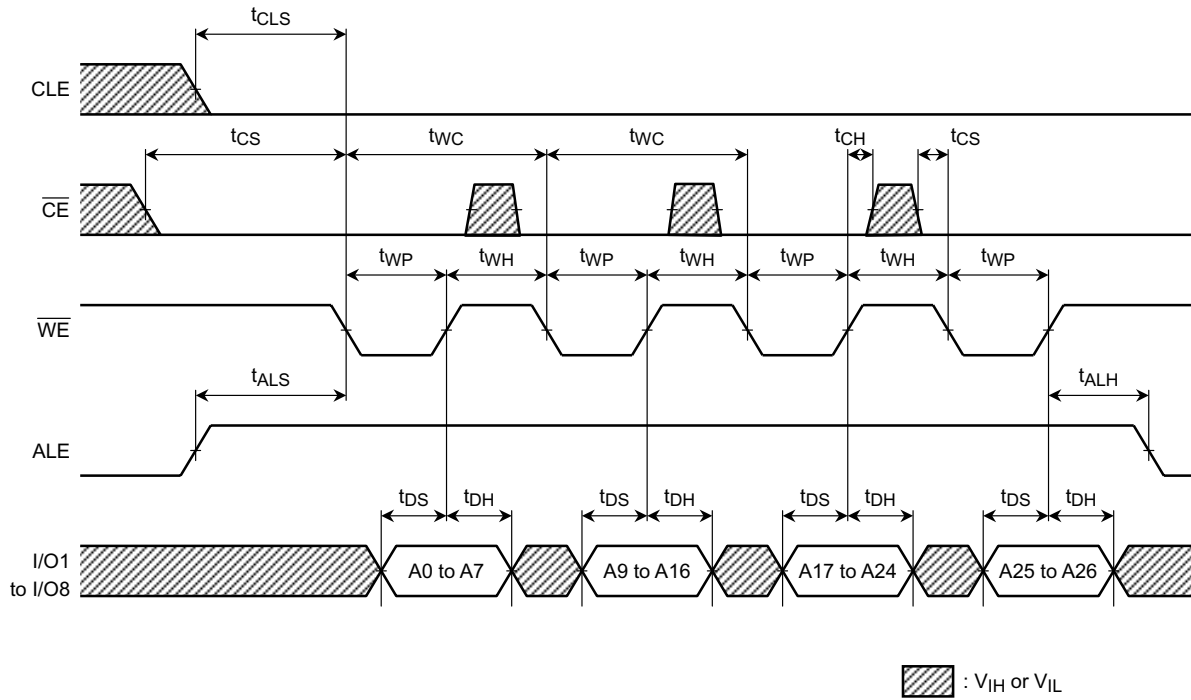 tCLS
CLE
tCS tWC tWC tCH tCS
CE
tWP tWH tWP tWH tWP tWH tWP
WE
tALS tALH
ALE
tDS tDH tDS tDH tDS tDH tDS tDH
I/O1
to I/O8
A0 to A7 A9 to A16 A17 to A24 A25 to A26
: VIH or VIL